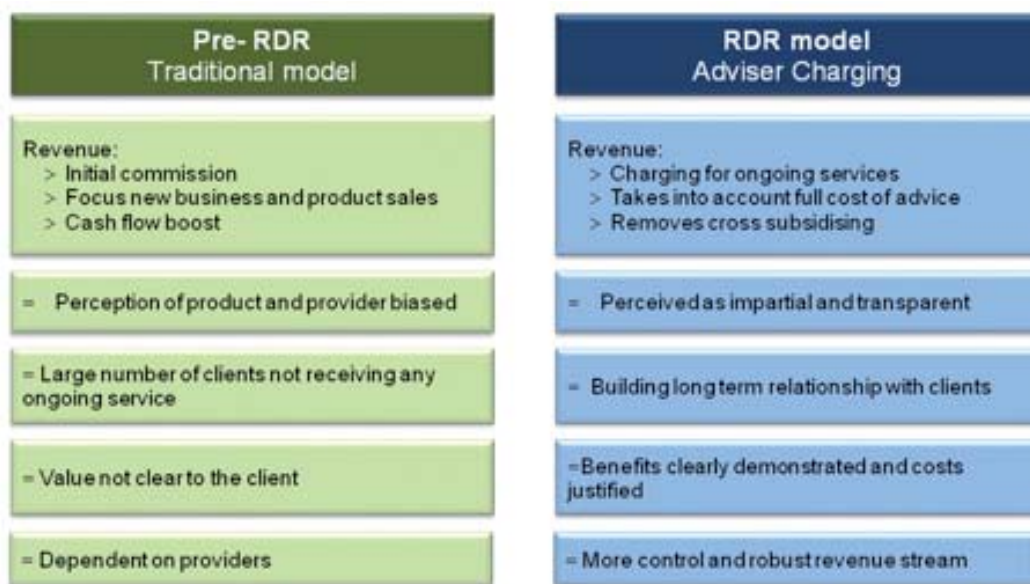 Pre- RDR
Traditional model
Revenue:
> Initial commission
> Focus new business and product sales
> Cash flow boost
= Perception of product and provider biased
= Large number of clients not receiving any
ongoing service
= Value not clear to the client
= Dependent on providers
RDR model
Adviser Charging
Revenue:
> Charging for ongoing services
> Takes into account full cost of advice
> Removes cross subsidising
= Perceived as impartial and transparent
= Building long term relationship with clients
=Benefits clearly demonstrated and costs
justified
= More control and robust revenue stream